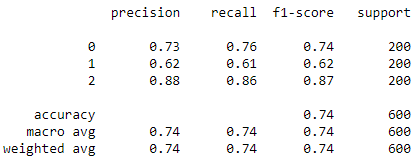 precision recall f1-score support
0 0.73 0.76 0.74 200
1 0.62 0.61 0.62 200
2 0.88 0.86 0.87 200
accuracy 0.74 600
macro avg 0.74 0.74 0.74 600
weighted avg 0.74 0.74 0.74 600